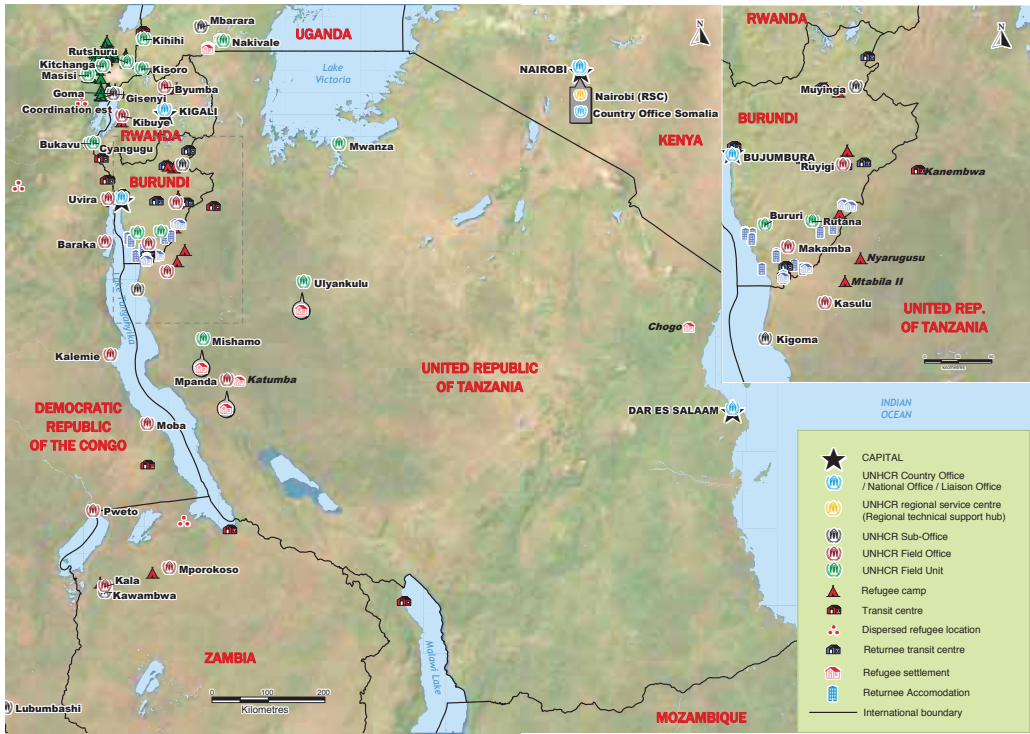 Mbarara
UGANDA
Kihihi
Nakivale
Rutshuru
Kitchanga
Masisi
Kisoro
Byumba
Goma
Gisenyi
Coordination est
KIGALI
Kibuye
RWANDA
Bukavu
Cyangugu
BURUNDI
Uvira
Baraka
Lake Tanganyika
Lake
Victoria
Mwanza
NAIROBI
N
Nairobi (RSC)
Country Office Somalia
KENYA
Ulyankulu
Mishamo
Kalemie
Mpanda
Katumba
Chogo
UNITED REPUBLIC
OF TANZANIA
DAR ES SALAAM
DEMOCRATIC
REPUBLIC
OF THE CONGO
Moba
Pweto
Mporokoso
Kala
Kawambwa
ZAMBIA
Malawi Lake
0 100 200
Kilometres
Lubumbashi
MOZAMBIQUE
RWANDA
N
Muyinga
BURUNDI
BUJUMBURA
Ruyigi
Kanembwa
Bururi
Rutana
Makamba
Nyarugusu
Mtabila II
Kasulu
UNITED REP.
OF TANZANIA
Kigoma
kilometres
INDIAN
OCEAN
CAPITAL
UNHCR Country Office
/ National Office / Liaison Office
UNHCR regional service centre
(Regional technical support hub)
UNHCR Sub-Office
UNHCR Field Office
UNHCR Field Unit
Refugee camp
Transit centre
Dispersed refugee location
Returnee transit centre
Refugee settlement
Returnee Accomodation
International boundary